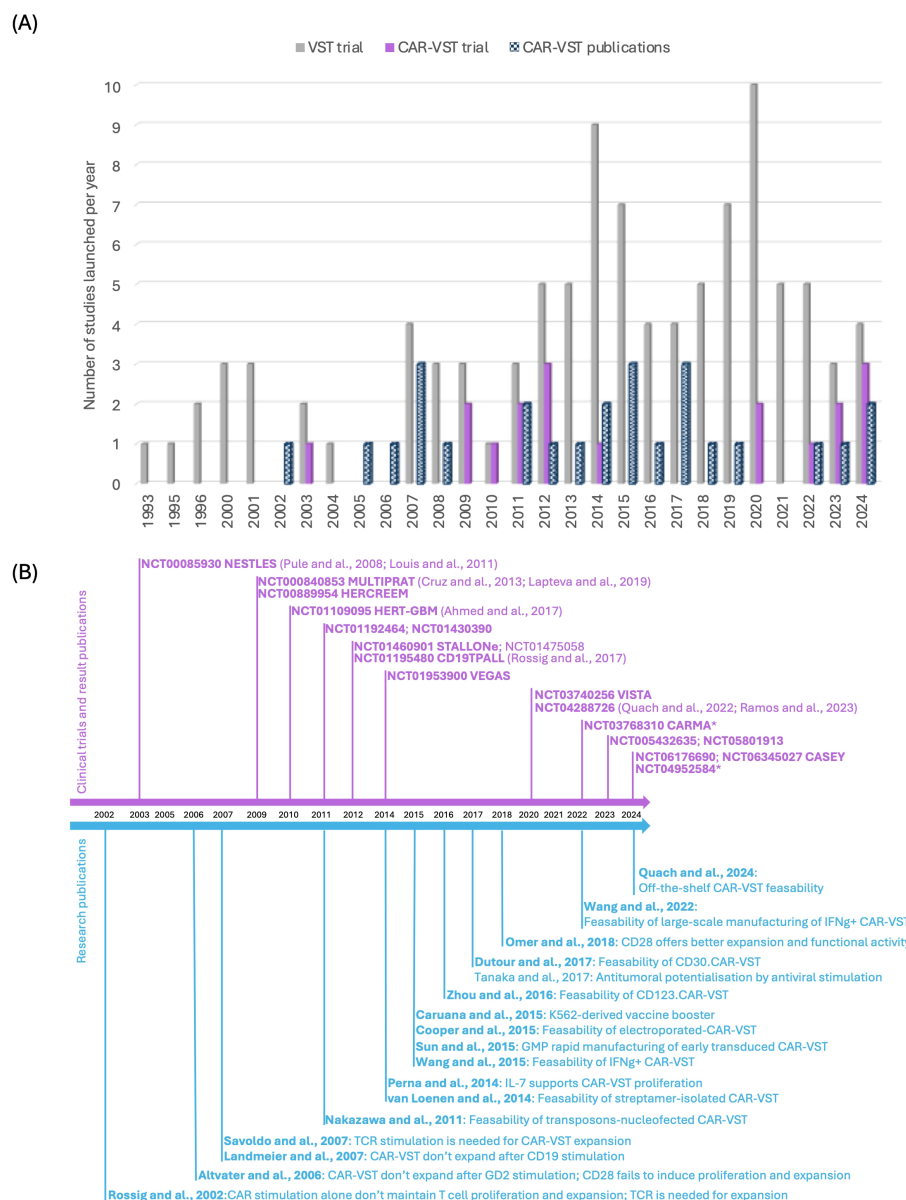 (A)
VST trial CAR-VST trial CAR-VST publications
Number of studies launched per year
10
9
8
7
6
5
4
3
2
1
0
1993 1995 1996 2000 2001 2002 2003 2004 2005 2006 2007 2008 2009 2010 2011 2012 2013 2014 2015 2016 2017 2018 2019 2020 2021 2022 2023 2024
(B)
Clinical trials and result publications
NCT00085930 NESTLES (Pule and al., 2008; Louis and al., 2011)
NCT000840853 MULTIPRAT (Cruz and al., 2013; Lapteva and al., 2019)
NCT00889954 HERCREEM
NCT01109095 HERT-GBM (Ahmed and al., 2017)
NCT01192464; NCT01430390
NCT01460901 STALLONe; NCT01475058
NCT01195480 CD19TPALL (Rossig and al., 2017)
NCT01953900 VEGAS
NCT03740256 VISTA
NCT04288726 (Quach and al., 2022; Ramos and al., 2023)
NCT03768310 CARMA*
NCT005432635; NCT05801913
NCT06176690; NCT06345027 CASEY
NCT04952584*
2002 2003 2005 2006 2007 2009 2010 2011 2012 2014 2015 2016 2017 2018 2020 2021 2022 2023 2024
Research publications
Quach and al., 2024:
Off-the-shelf CAR-VST feasability
Wang and al., 2022:
Feasability of large-scale manufacturing of IFNg+ CAR-VST
Omer and al., 2018: CD28 offers better expansion and functional activity
Dutour and al., 2017: Feasability of CD30.CAR-VST
Tanaka and al., 2017: Antitumoral potentialisation by antiviral stimulation
Zhou and al., 2016: Feasability of CD123.CAR-VST
Caruana and al., 2015: K562-derived vaccine booster
Cooper and al., 2015: Feasability of electroporated-CAR-VST
Sun and al., 2015: GMP rapid manufacturing of early transduced CAR-VST
Wang and al., 2015: Feasability of IFNg+ CAR-VST
Perna and al., 2014: IL-7 supports CAR-VST proliferation
van Loenen and al., 2014: Feasability of streptamer-isolated CAR-VST
Nakazawa and al., 2011: Feasability of transposons-nucleofected CAR-VST
Savoldo and al., 2007: TCR stimulation is needed for CAR-VST expansion
Landmeier and al., 2007: CAR-VST don't expand after CD19 stimulation
Altvater and al., 2006: CAR-VST don't expand after GD2 stimulation; CD28 fails to induce proliferation and expansion
Rossig and al., 2002:CAR stimulation alone don't maintain T cell proliferation and expansion; TCR is needed for expansion